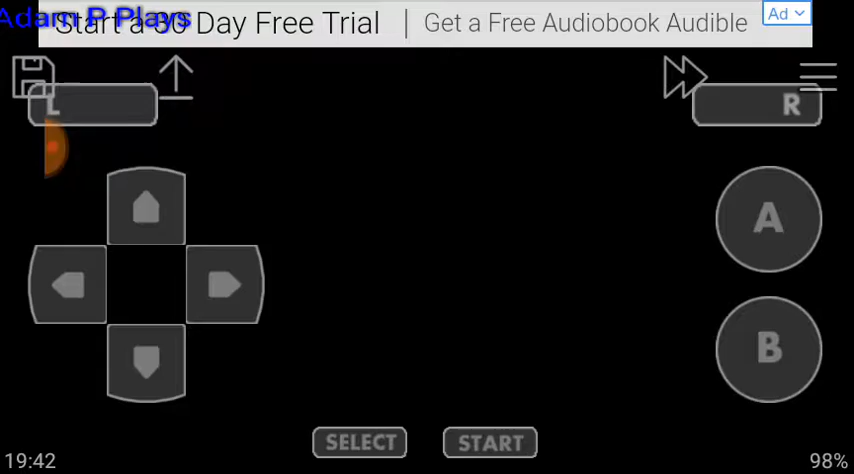 Adam P Plays
Start a 30 Day Free Trial | Get a Free Audiobook Audible
Ad
L
R
A
B
SELECT
START
19:42
98%